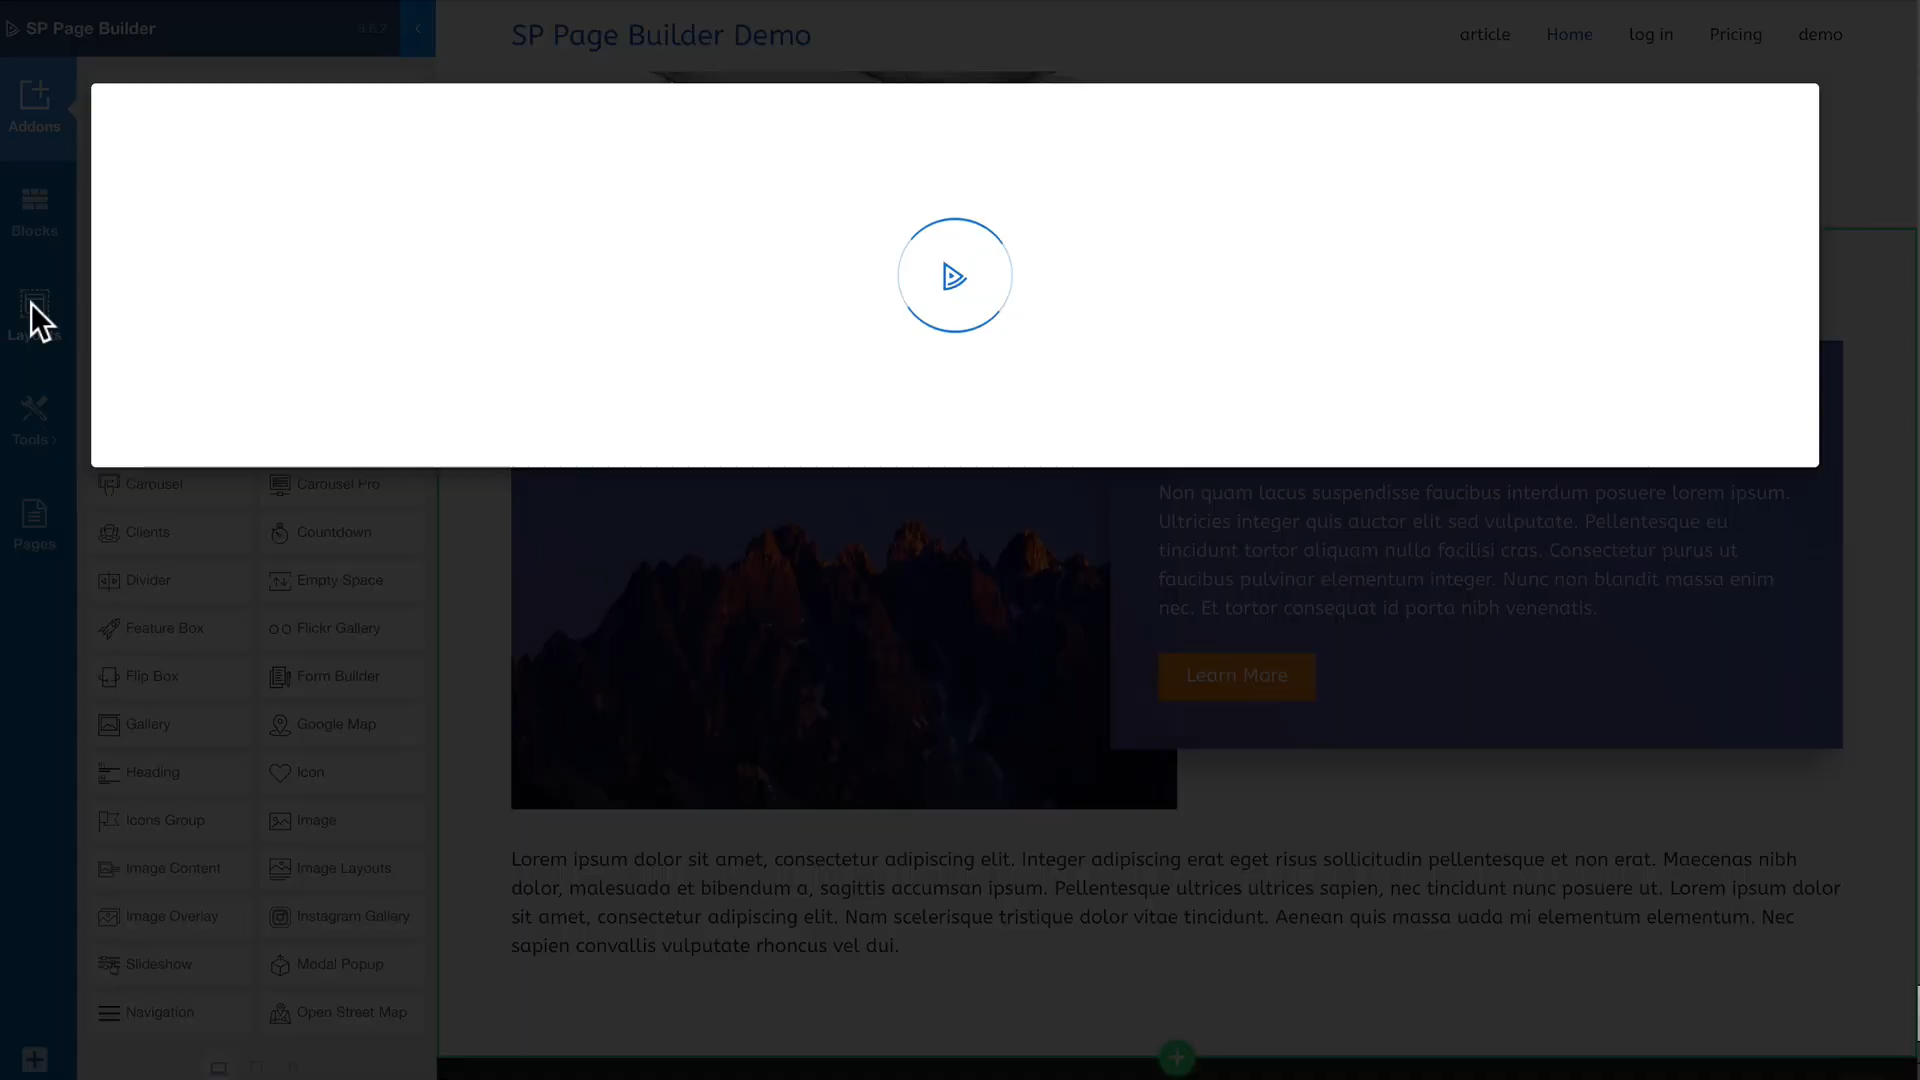 SP Page Builder
3.6.2
SP Page Builder Demo
article
Home
log in
Pricing
demo
Addons
Blocks
Layouts
Tools
Pages
Carousel
Carousel Pro
Clients
Countdown
Divider
Empty Space
Feature Box
Flickr Gallery
Flip Box
Form Builder
Gallery
Google Map
Heading
Icon
Icons Group
Image
Image Content
Image Layouts
Image Overlay
Instagram Gallery
Slideshow
Modal Popup
Navigation
Open Street Map
Non quam lacus suspendisse faucibus interdum posuere lorem ipsum.
Ultricies integer quis auctor elit sed vulputate. Pellentesque eu
tincidunt tortor aliquam nulla facilisi cras. Consectetur purus ut
faucibus pulvinar elementum integer. Nunc non blandit massa enim
nec. Et tortor consequat id porta nibh venenatis.
Learn More
Lorem ipsum dolor sit amet, consectetur adipiscing elit. Integer adipiscing erat eget risus sollicitudin pellentesque et non erat. Maecenas nibh
dolor, malesuada et bibendum a, sagittis accumsan ipsum. Pellentesque ultrices ultrices sapien, nec tincidunt nunc posuere ut. Lorem ipsum dolor
sit amet, consectetur adipiscing elit. Nam scelerisque tristique dolor vitae tincidunt. Aenean quis massa uada mi elementum elementum. Nec
sapien convallis vulputate rhoncus vel dui.